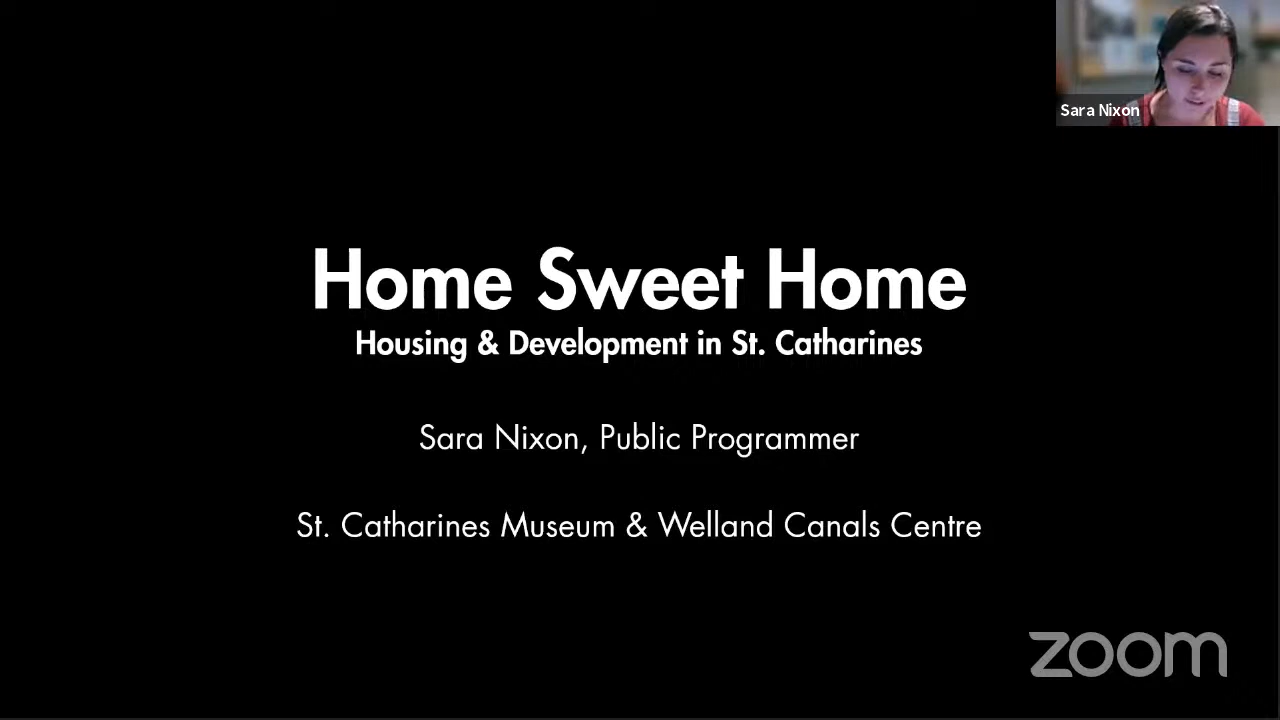 Sara Nixon
Home Sweet Home
Housing & Development in St. Catharines
Sara Nixon, Public Programmer
St. Catharines Museum & Welland Canals Centre
zoom